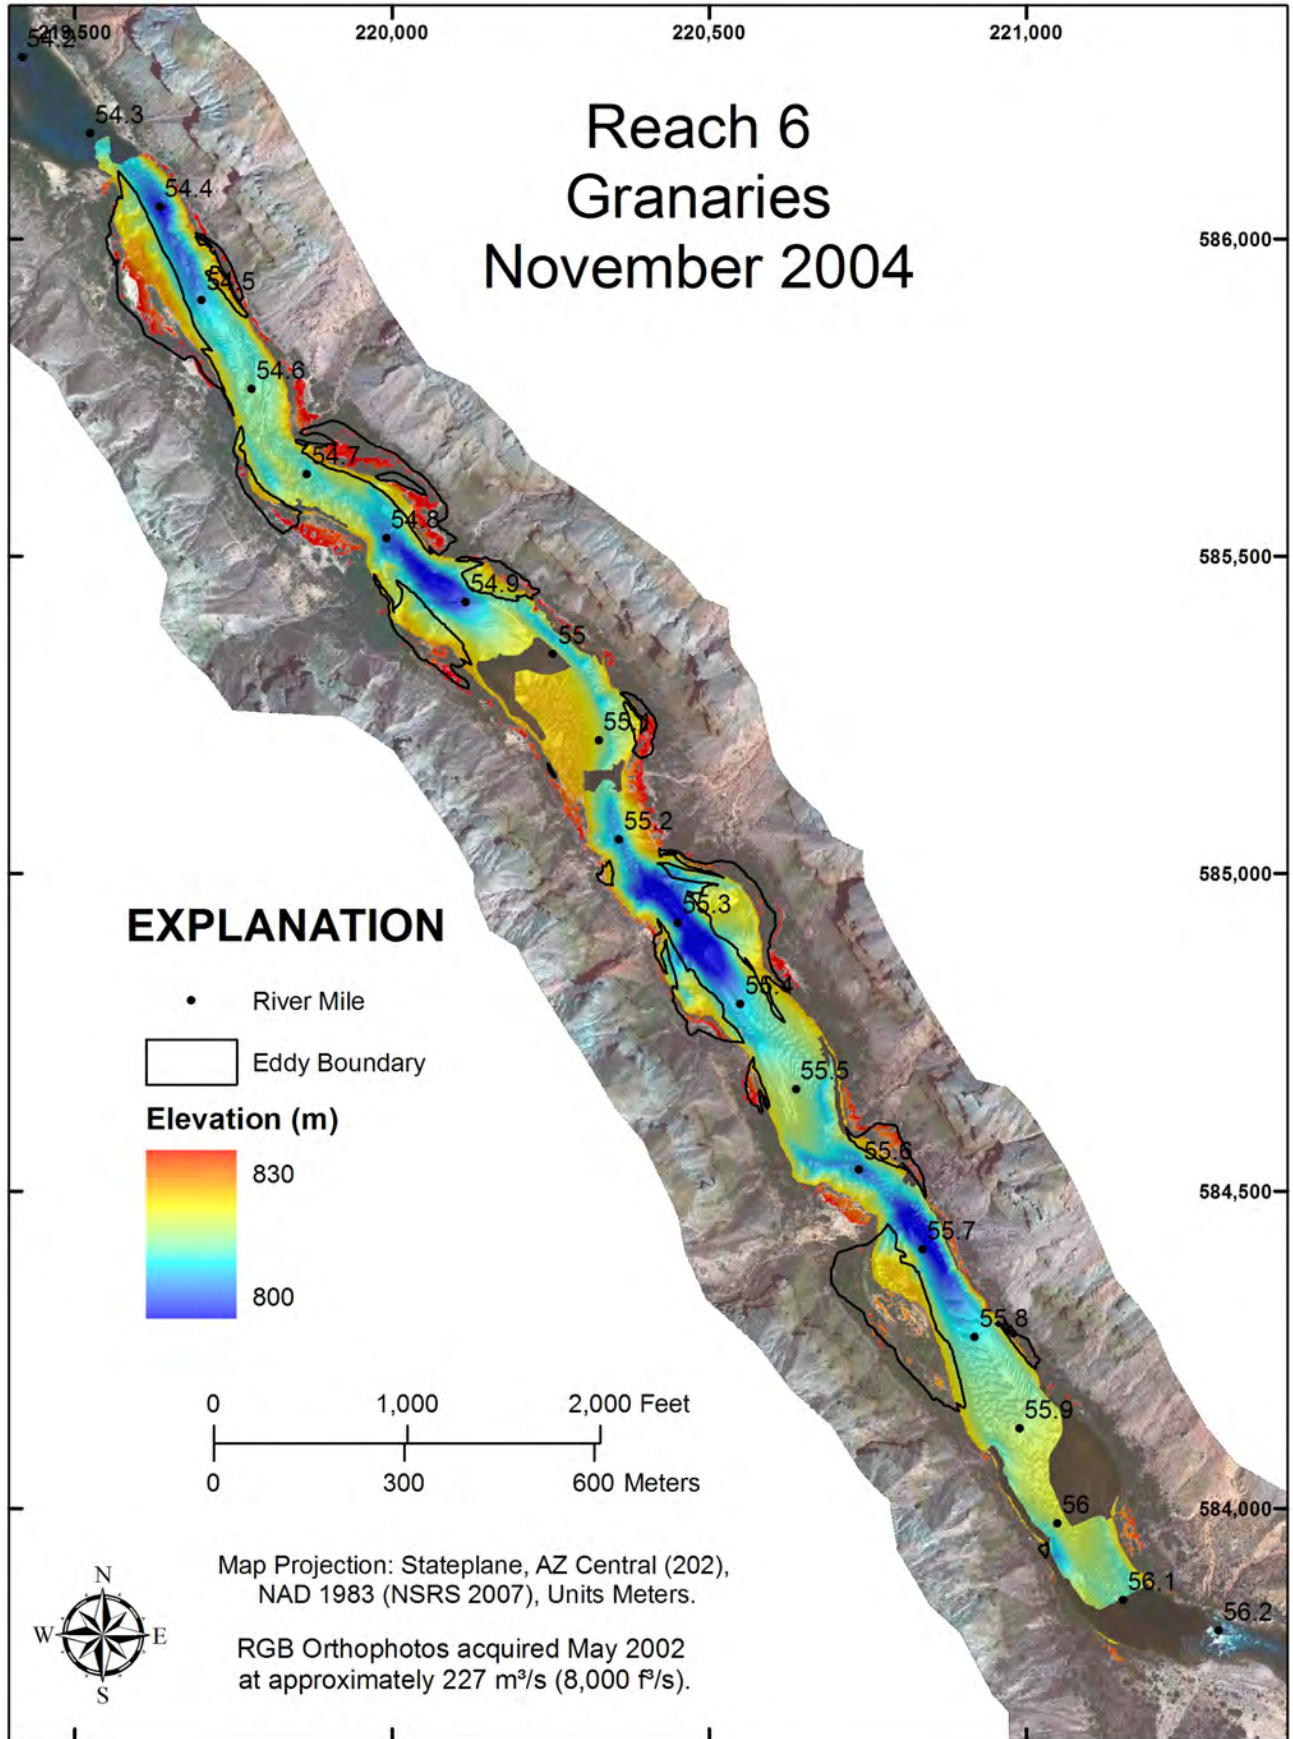 219,500
220,000
220,500
221,000
54.2
54.3
Reach 6
Granaries
November 2004
54.4
586,000
54.5
54.6
54.7
54.8
585,500
54.9
55
55.1
55.2
585,000
55.3
EXPLANATION
55.4
River Mile
Eddy Boundary
55.5
Elevation (m)
55.6
830
584,500
55.7
800
55.8
0 1,000 2,000 Feet
55.9
0 300 600 Meters
56
584,000
Map Projection: Stateplane, AZ Central (202),
NAD 1983 (NSRS 2007), Units Meters.
56.1
56.2
N
W E
S
RGB Orthophotos acquired May 2002
at approximately 227 m³/s (8,000 f³/s).